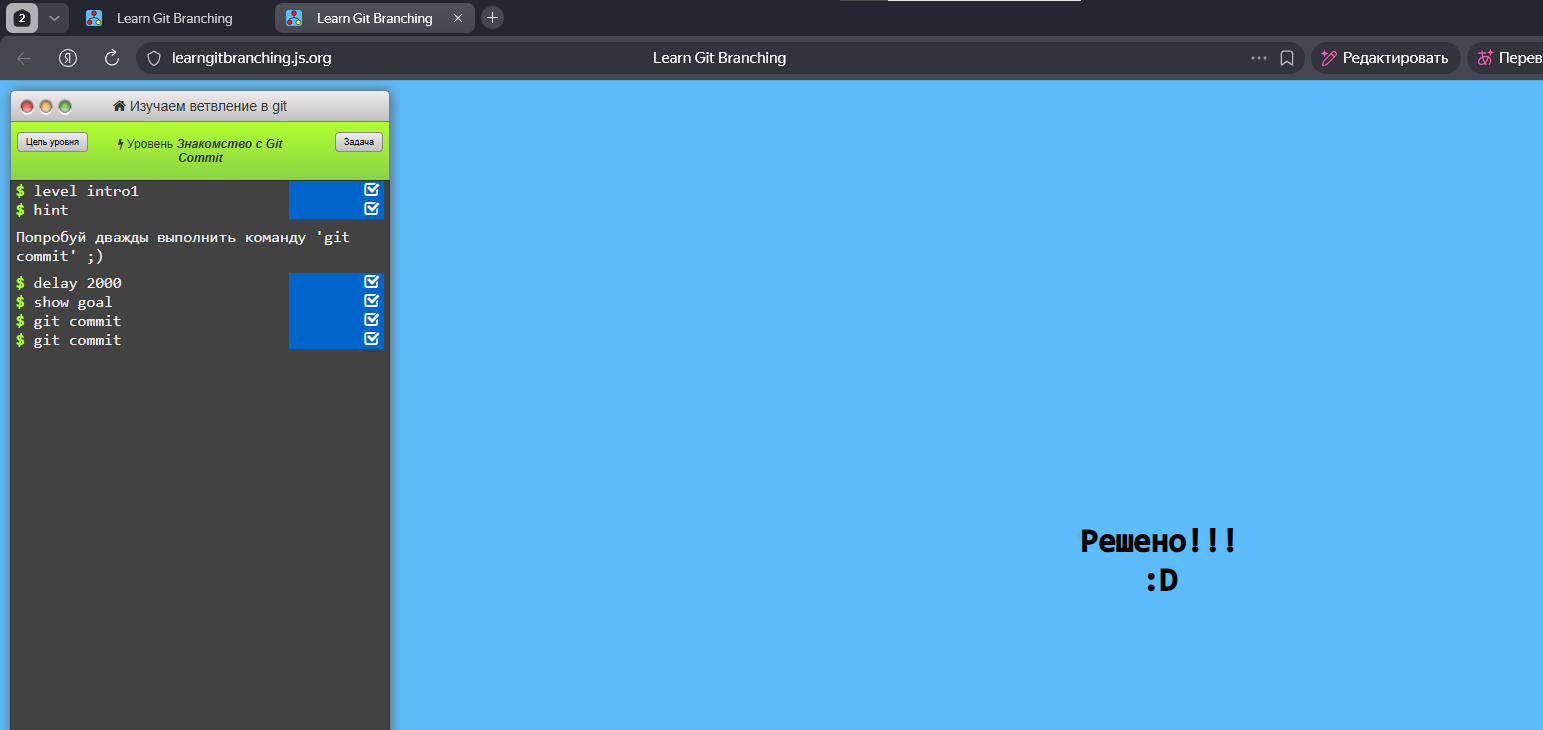 2
Learn Git Branching
Learn Git Branching
Я
learngitbranching.js.org
Learn Git Branching
Редактировать
Перев
Изучаем ветвление в git
Цель уровня
Уровень Знакомство с Git
Commit
Задача
$ level intro1
$ hint
Попробуй дважды выполнить команду 'git
commit' ;)
$ delay 2000
$ show goal
$ git commit
$ git commit
Решено!!!
:D